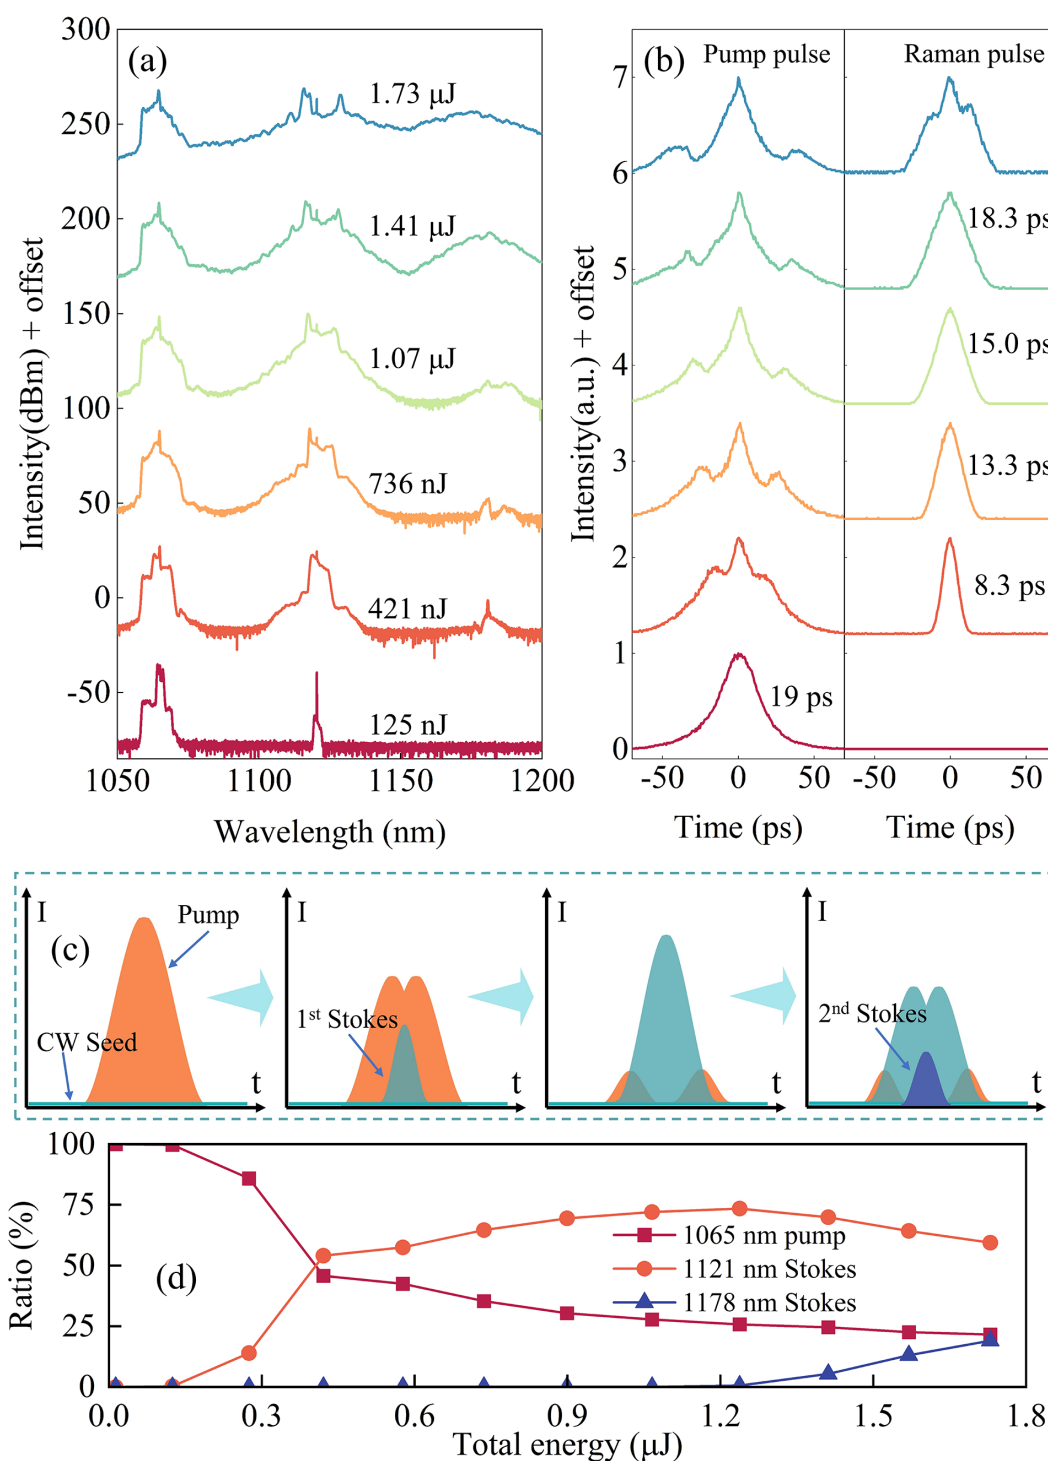 300
250
200
150
100
50
0
-50
Intensity(dBm) + offset
(a)
1.73 μJ
1.41 μJ
1.07 μJ
736 nJ
421 nJ
125 nJ
1050 1100 1150 1200
Wavelength (nm)
7
6
5
4
3
2
1
0
Intensity(a.u.) + offset
(b) Pump pulse Raman pulse
18.3 ps
15.0 ps
13.3 ps
8.3 ps
19 ps
-50 0 50 -50 0 50
Time (ps) Time (ps)
(c)
I
Pump
CW Seed
t
I
1st Stokes
t
I
t
I
2nd Stokes
t
100
75
50
25
0
Ratio (%)
(d)
1065 nm pump
1121 nm Stokes
1178 nm Stokes
0.0 0.3 0.6 0.9 1.2 1.5 1.8
Total energy (μJ)